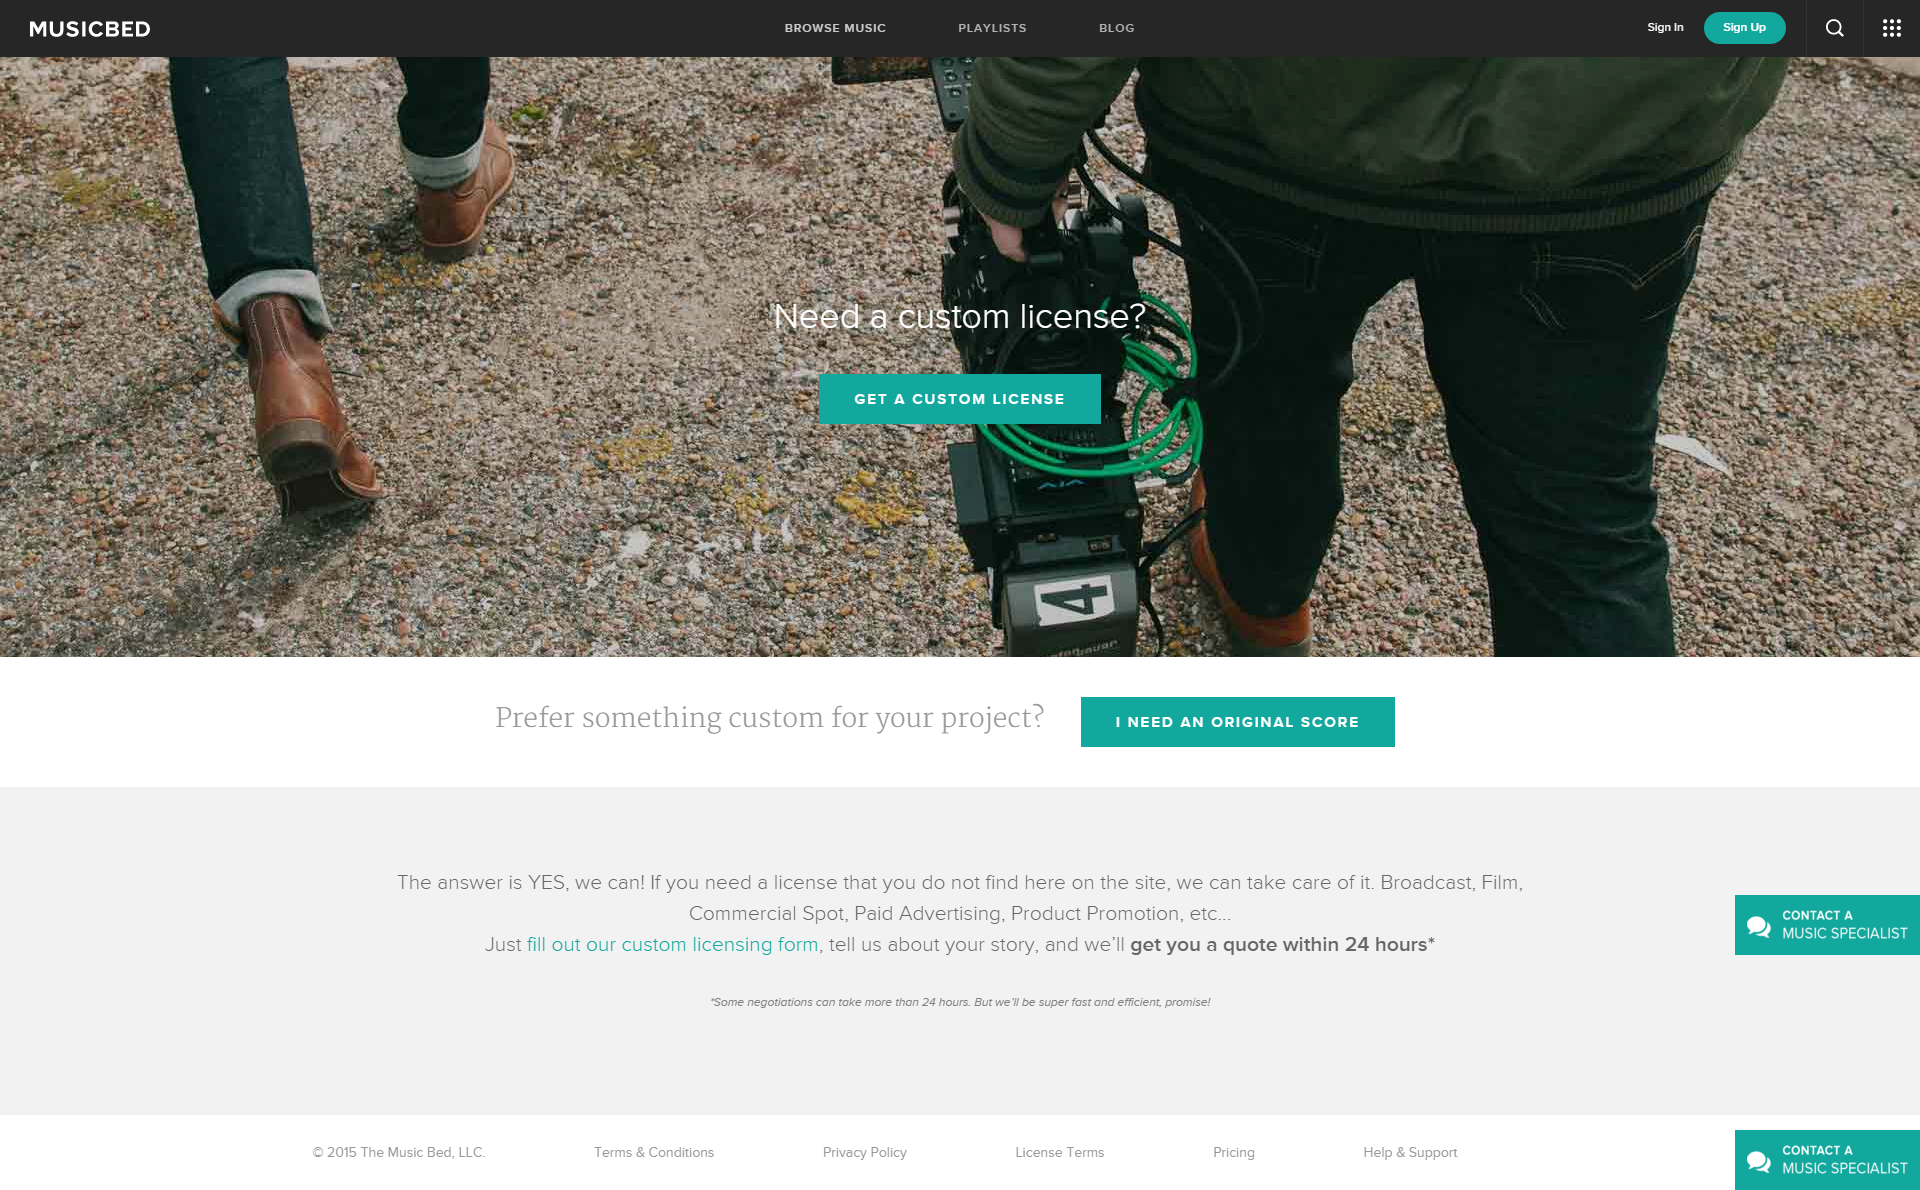 MUSICBED
BROWSE MUSIC
PLAYLISTS
BLOG
Sign In
Sign Up
Need a custom license?
GET A CUSTOM LICENSE
AJA
4
Prefer something custom for your project?
I NEED AN ORIGINAL SCORE
The answer is YES, we can! If you need a license that you do not find here on the site, we can take care of it. Broadcast, Film,
Commercial Spot, Paid Advertising, Product Promotion, etc...
Just fill out our custom licensing form, tell us about your story, and we’ll get you a quote within 24 hours*
*Some negotiations can take more than 24 hours. But we’ll be super fast and efficient, promise!
CONTACT A
MUSIC SPECIALIST
© 2015 The Music Bed, LLC.
Terms & Conditions
Privacy Policy
License Terms
Pricing
Help & Support
CONTACT A
MUSIC SPECIALIST